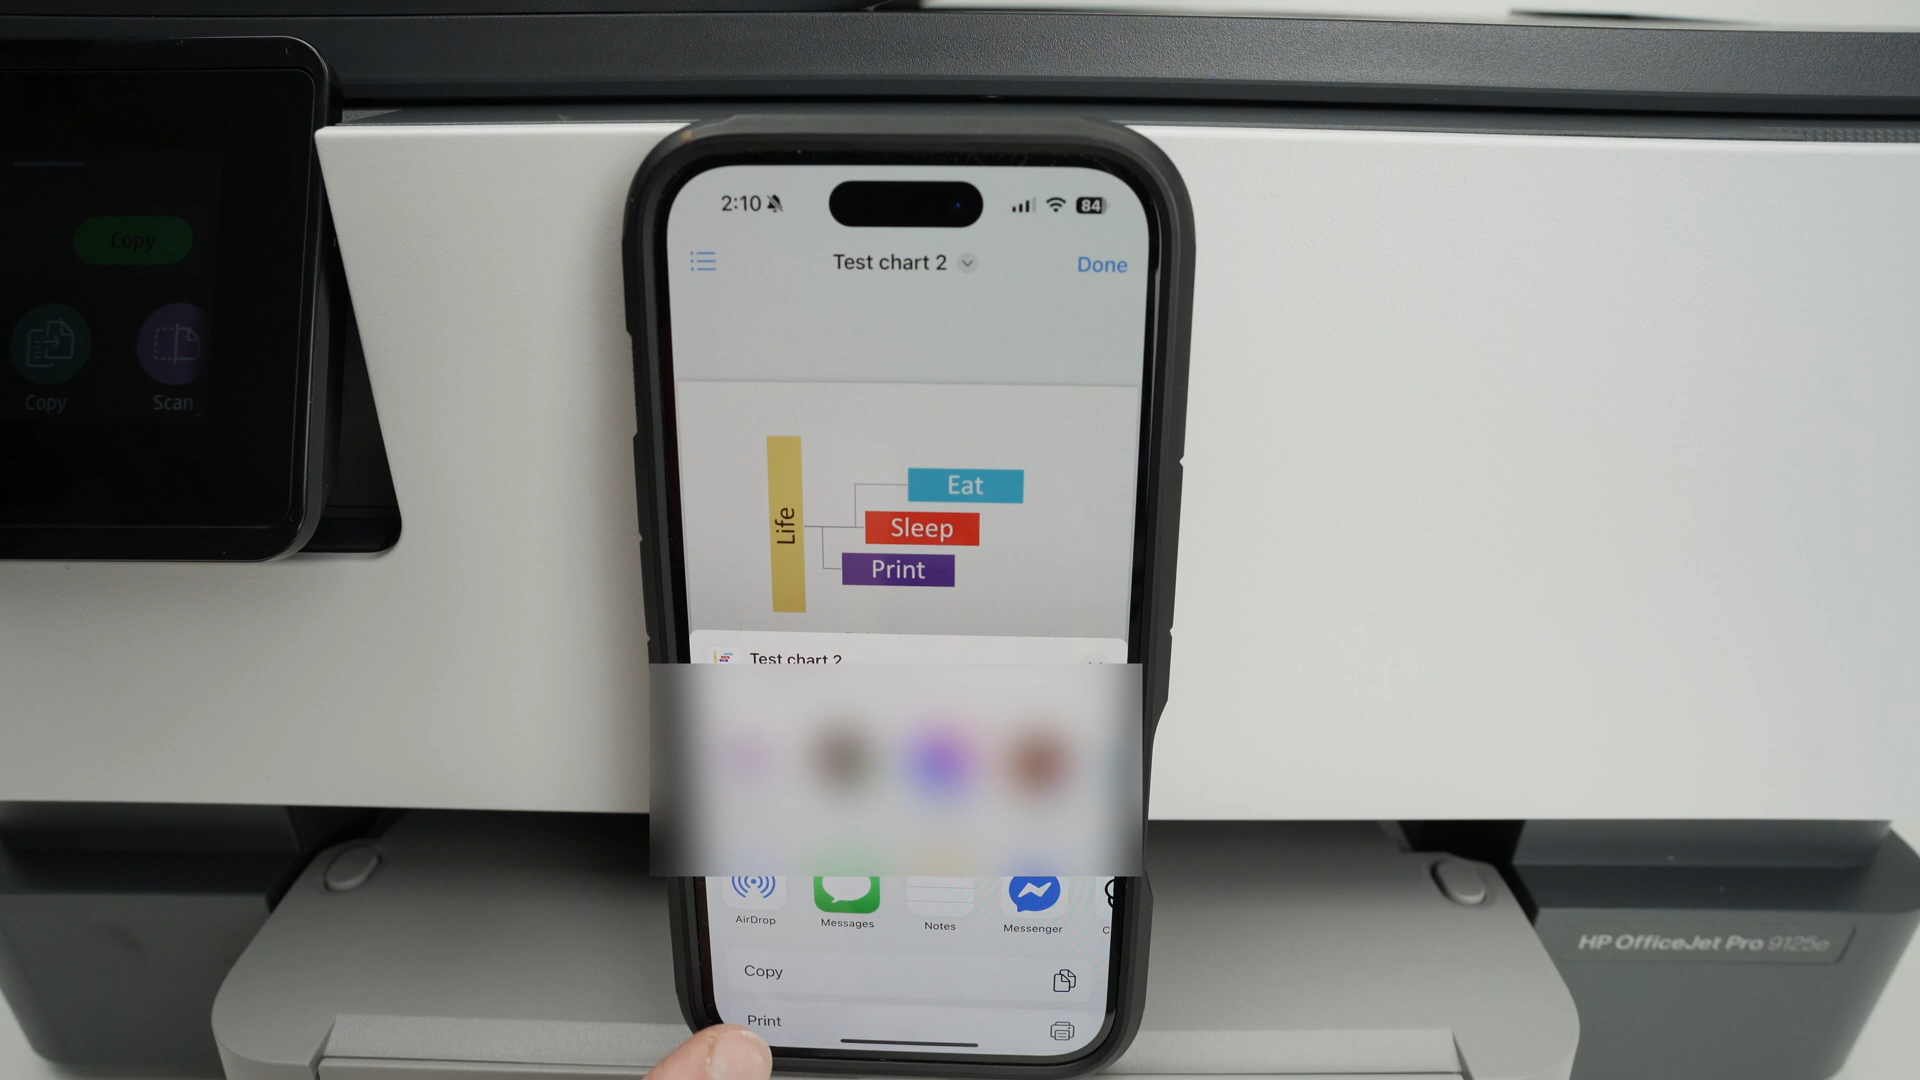 2:10
84
Test chart 2
Done
Copy
Copy
Scan
Life
Eat
Sleep
Print
Test chart 2
AirDrop
Messages
Notes
Messenger
Copy
Print
HP OfficeJet Pro 9125e